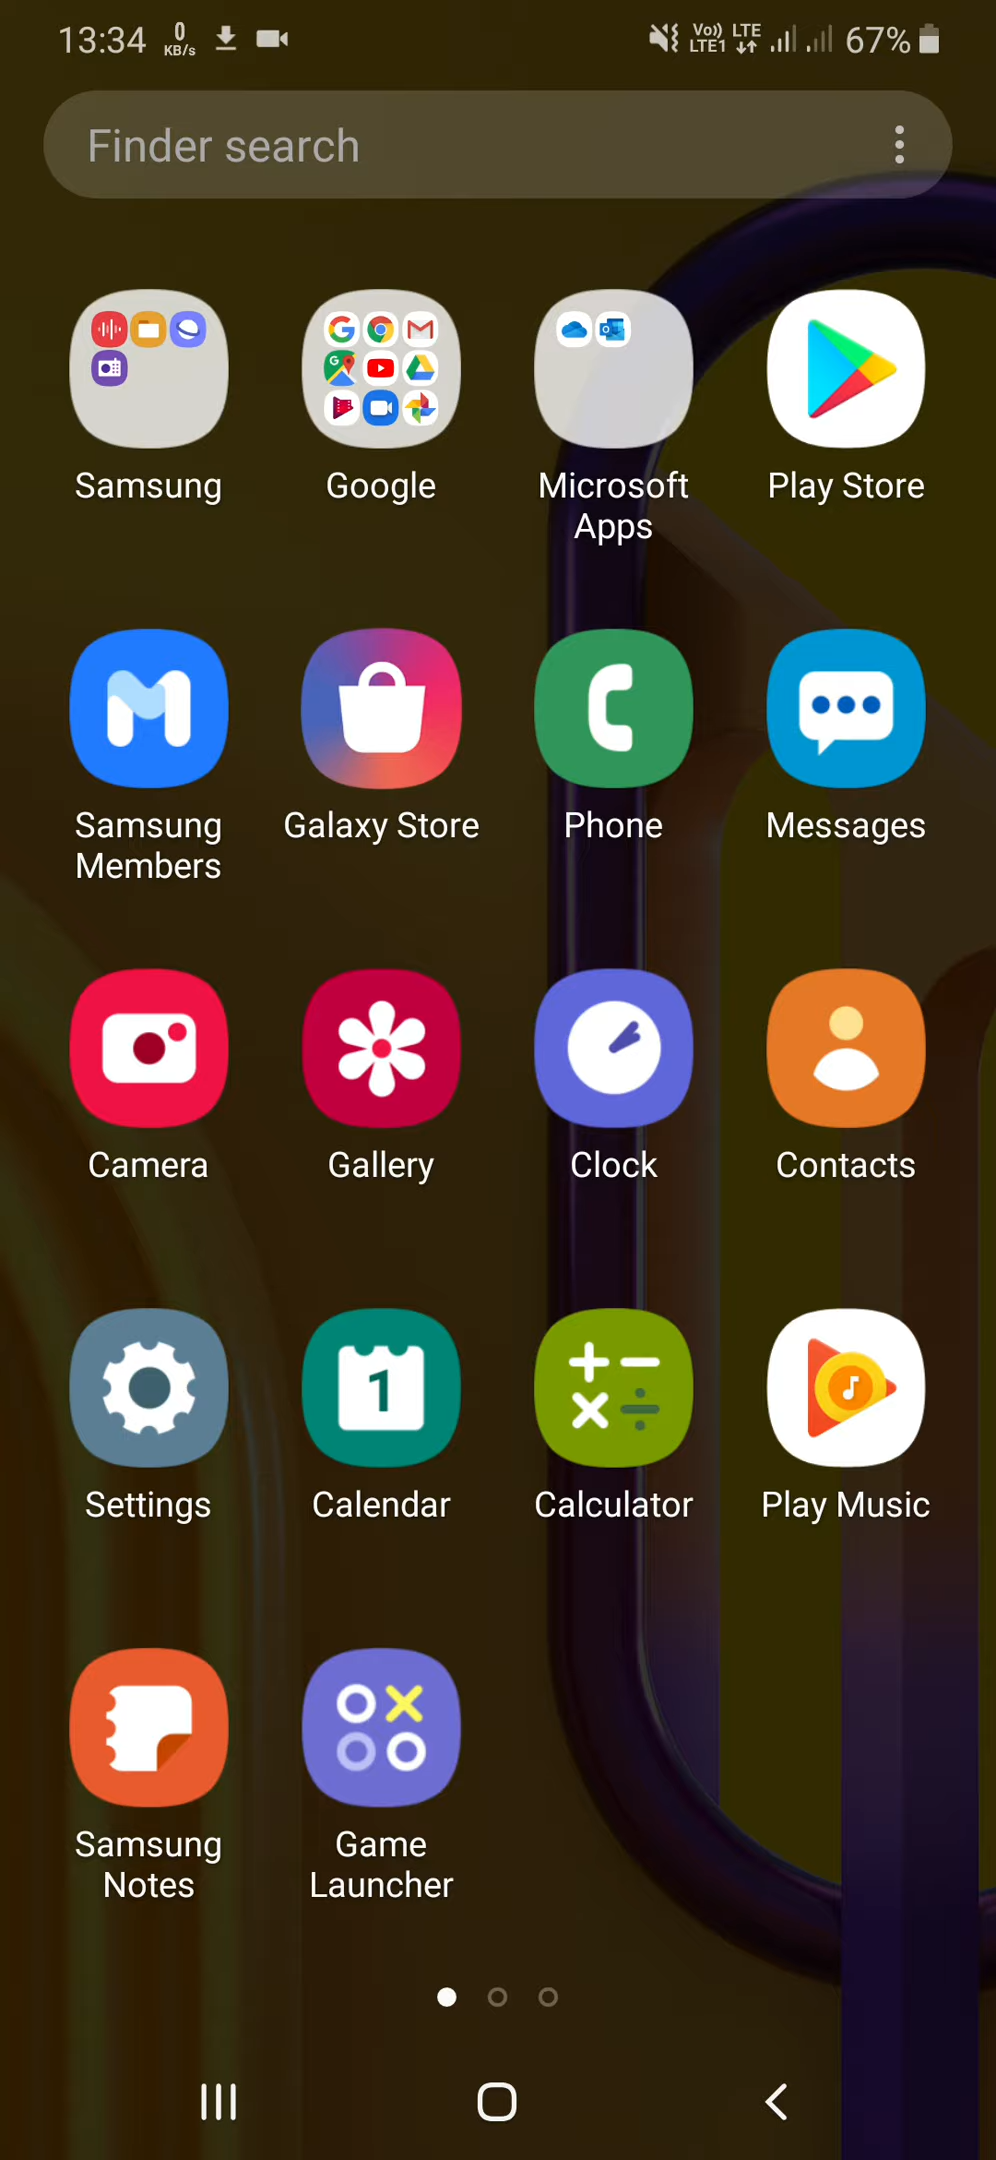 13:34 0 KB/s Vo)) LTE1 LTE 67%
Finder search
Samsung Google Microsoft Apps Play Store
Samsung Members Galaxy Store Phone Messages
Camera Gallery Clock Contacts
1
Settings Calendar Calculator Play Music
Samsung Notes Game Launcher